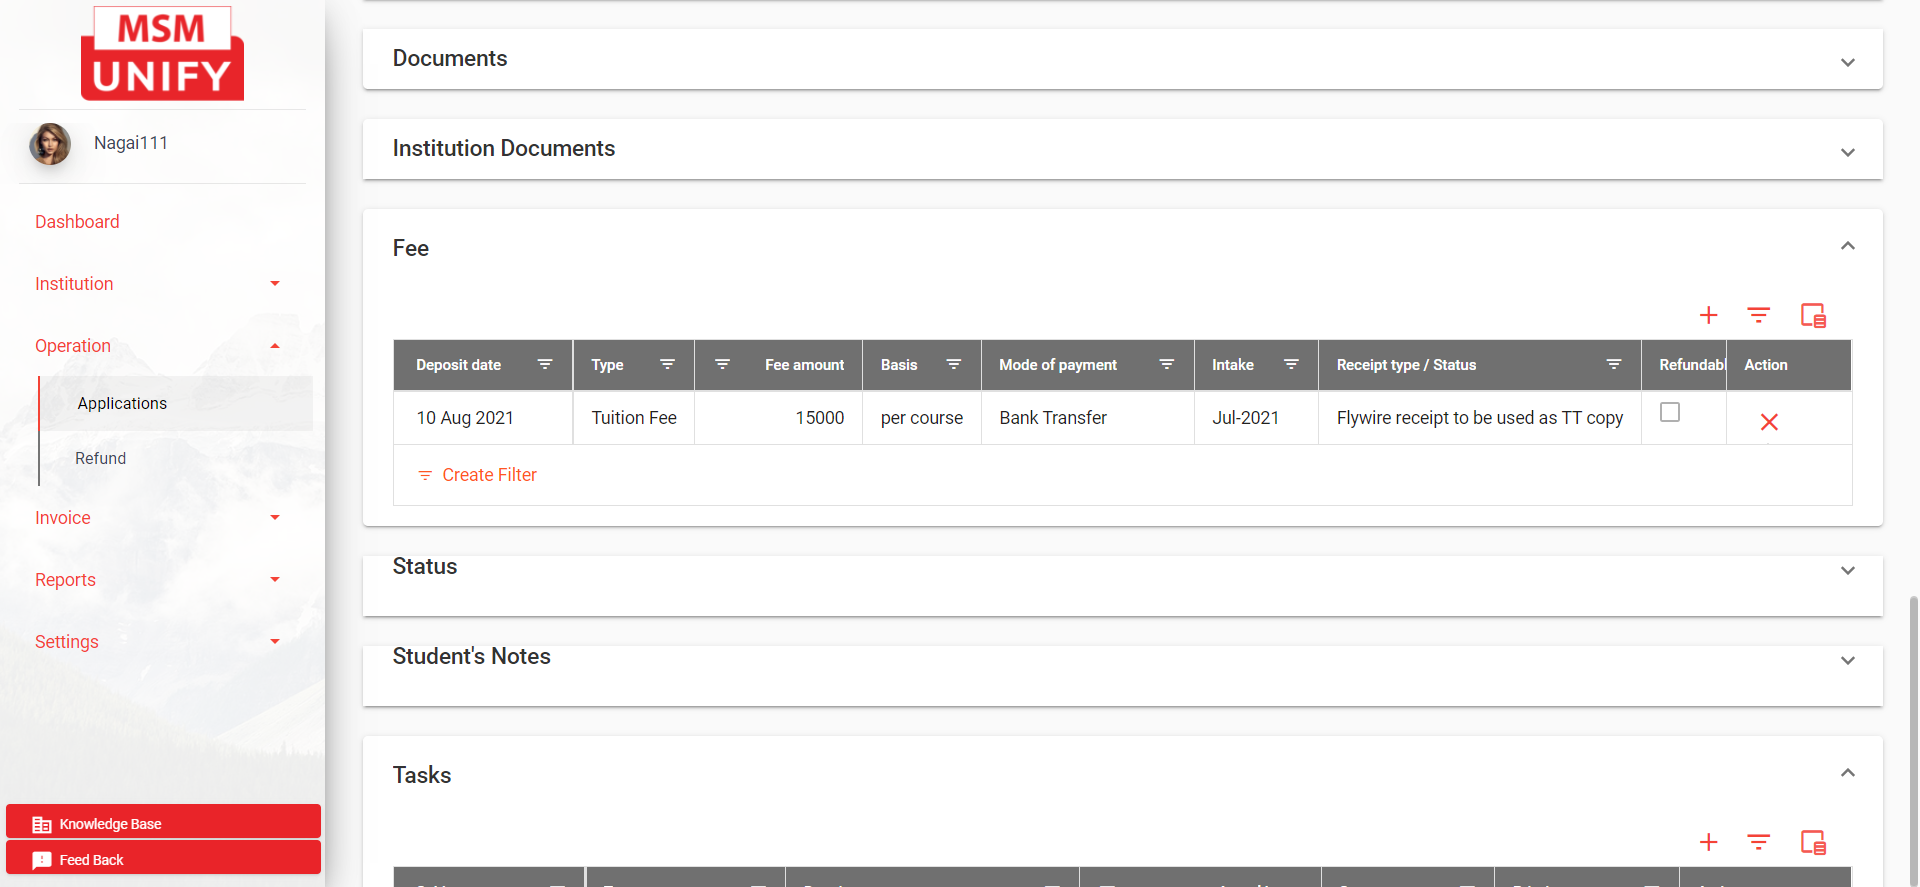 MSM
UNIFY
Nagai111
Dashboard
Institution
Operation
Applications
Refund
Invoice
Reports
Settings
Knowledge Base
Feed Back
Documents
Institution Documents
Fee
Deposit date Type Fee amount Basis Mode of payment Intake Receipt type / Status Refundabl Action
10 Aug 2021 Tuition Fee 15000 per course Bank Transfer Jul-2021 Flywire receipt to be used as TT copy
Create Filter
Status
Student's Notes
Tasks